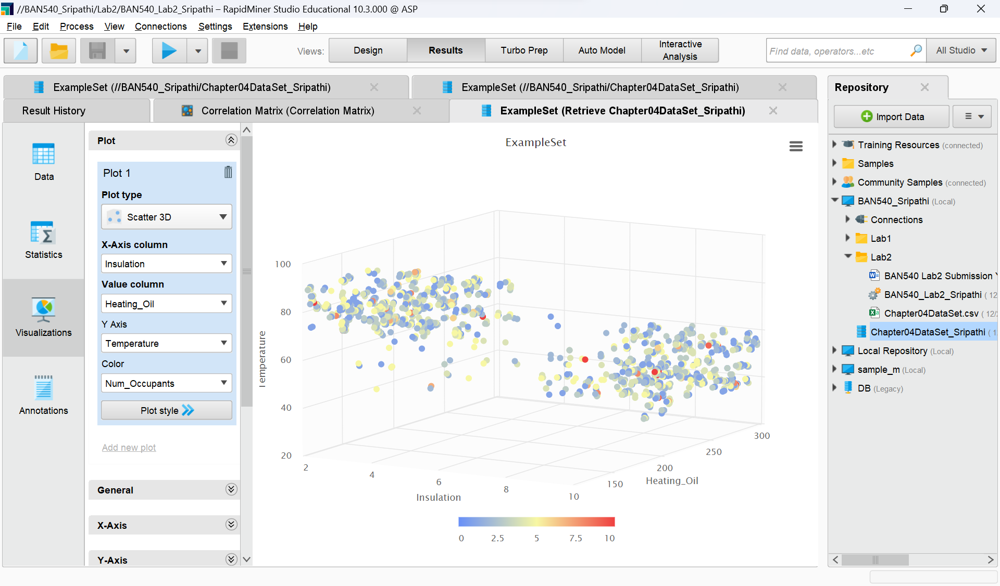 //BAN540_Sripathi/Lab2/BAN540_Lab2_Sripathi – RapidMiner Studio Educational 10.3.000 @ ASP
File Edit Process View Connections Settings Extensions Help
Views: Design Results Turbo Prep Auto Model Interactive Analysis
Find data, operators...etc
All Studio
ExampleSet (//BAN540_Sripathi/Chapter04DataSet_Sripathi)
ExampleSet (//BAN540_Sripathi/Chapter04DataSet_Sripathi)
Result History
Correlation Matrix (Correlation Matrix)
ExampleSet (Retrieve Chapter04DataSet_Sripathi)
Data
Statistics
Visualizations
Annotations
Plot
Plot 1
Plot type
Scatter 3D
X-Axis column
Insulation
Value column
Heating_Oil
Y Axis
Temperature
Color
Num_Occupants
Plot style
Add new plot
General
X-Axis
Y-Axis
ExampleSet
100
80
60
40
20
Temperature
2
4
6
8
10
Insulation
150
200
250
300
Heating_Oil
0 2.5 5 7.5 10
Repository
Import Data
Training Resources (connected)
Samples
Community Samples (connected)
BAN540_Sripathi (Local)
Connections
Lab1
Lab2
BAN540 Lab2 Submission
BAN540_Lab2_Sripathi ( 12
Chapter04DataSet.csv ( 12/
Chapter04DataSet_Sripathi ( 1
Local Repository (Local)
sample_m (Local)
DB (Legacy)